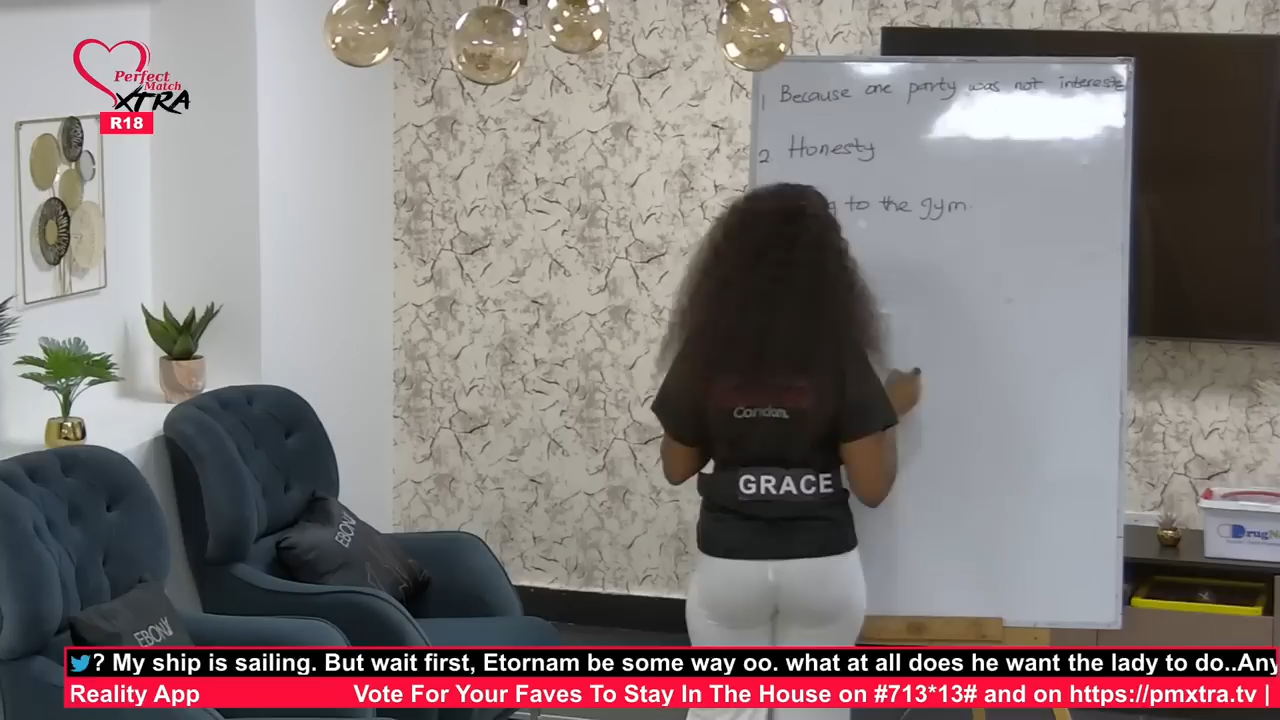 Perfect
Match
XTRA
R18
1 Because one party was not intereste
2 Honesty
to the gym.
Condom.
GRACE
EBONY
EBONY
Drug
? My ship is sailing. But wait first, Etornam be some way oo. what at all does he want the lady to do..Any
Reality App
Vote For Your Faves To Stay In The House on #713*13# and on https://pmxtra.tv |